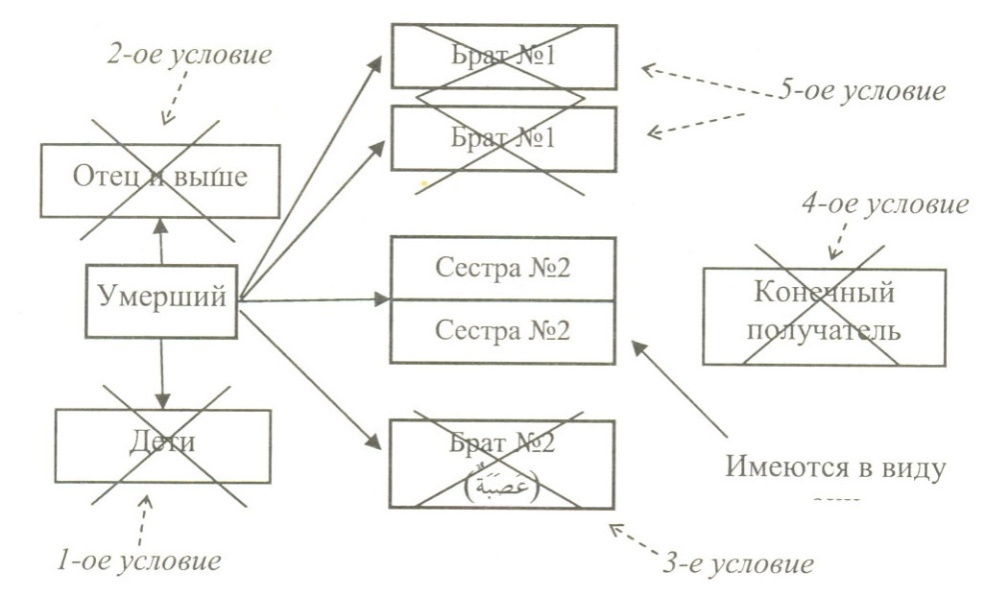 2-ое условие
Брат №1
5-ое условие
Брат №1
Отец и выше
4-ое условие
Сестра №2
Умерший
Конечный
получатель
Сестра №2
Дети
Брат №2
(عَصَبَةٌ)
Имеются в виду
1-ое условие
3-е условие